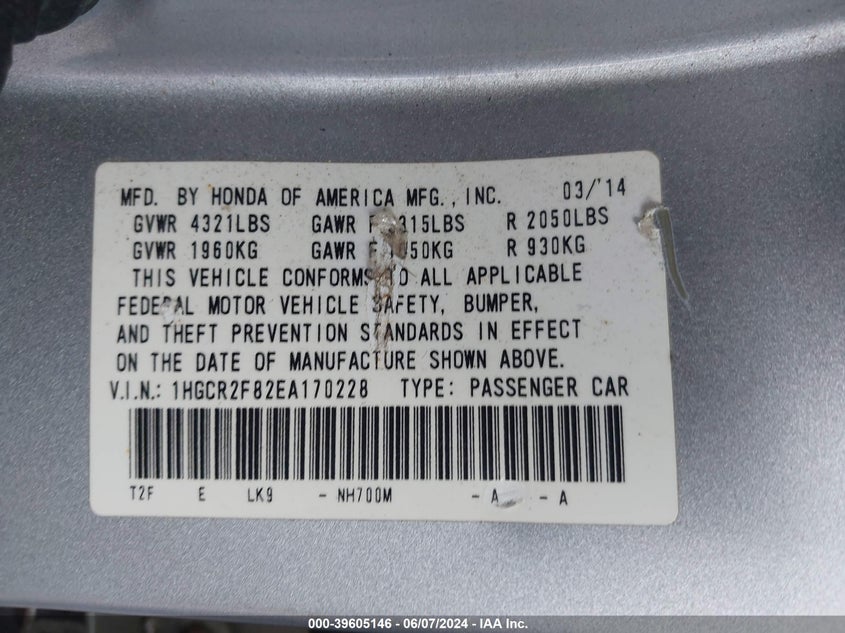 MFD. BY HONDA OF AMERICA MFG., INC. 03/'14
GVWR 4321LBS GAWR F 315LBS R 2050LBS
GVWR 1960KG GAWR F 50KG R 930KG
THIS VEHICLE CONFORMS TO ALL APPLICABLE
FEDERAL MOTOR VEHICLE SAFETY, BUMPER,
AND THEFT PREVENTION STANDARDS IN EFFECT
ON THE DATE OF MANUFACTURE SHOWN ABOVE.
V.I.N.: 1HGCR2F82EA170228 TYPE: PASSENGER CAR
T2F E LK9 - NH700M - A - A
000-39605146 - 06/07/2024 - IAA Inc.